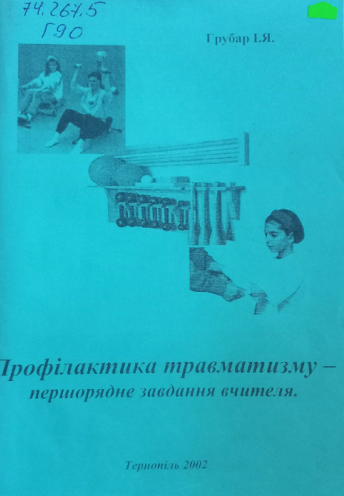 74.267.5
Г90
Грубар І.Я.
Профілактика травматизму –
першорядне завдання вчителя.
Тернопіль 2002